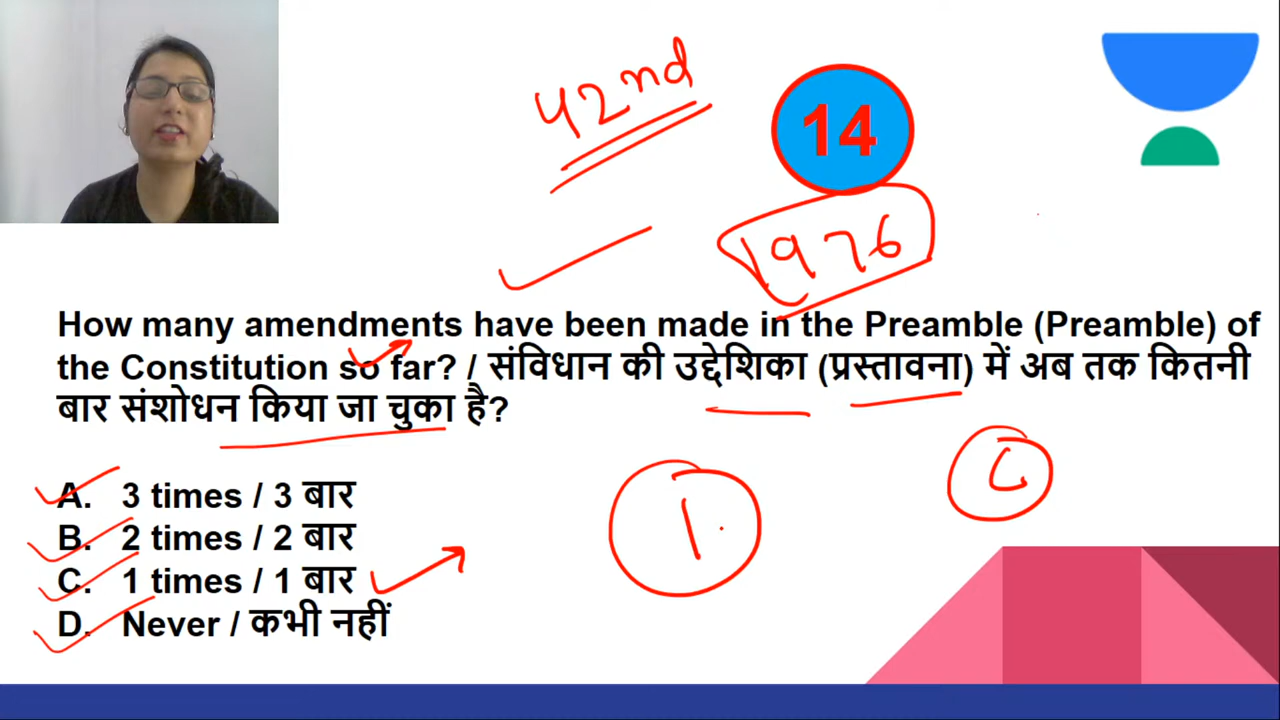 42nd
14
1976
How many amendments have been made in the Preamble (Preamble) of
the Constitution so far? / संविधान की उद्देशिका (प्रस्तावना) में अब तक कितनी
बार संशोधन किया जा चुका है?
A. 3 times / 3 बार
B. 2 times / 2 बार
C. 1 times / 1 बार
D. Never / कभी नहीं
1
C